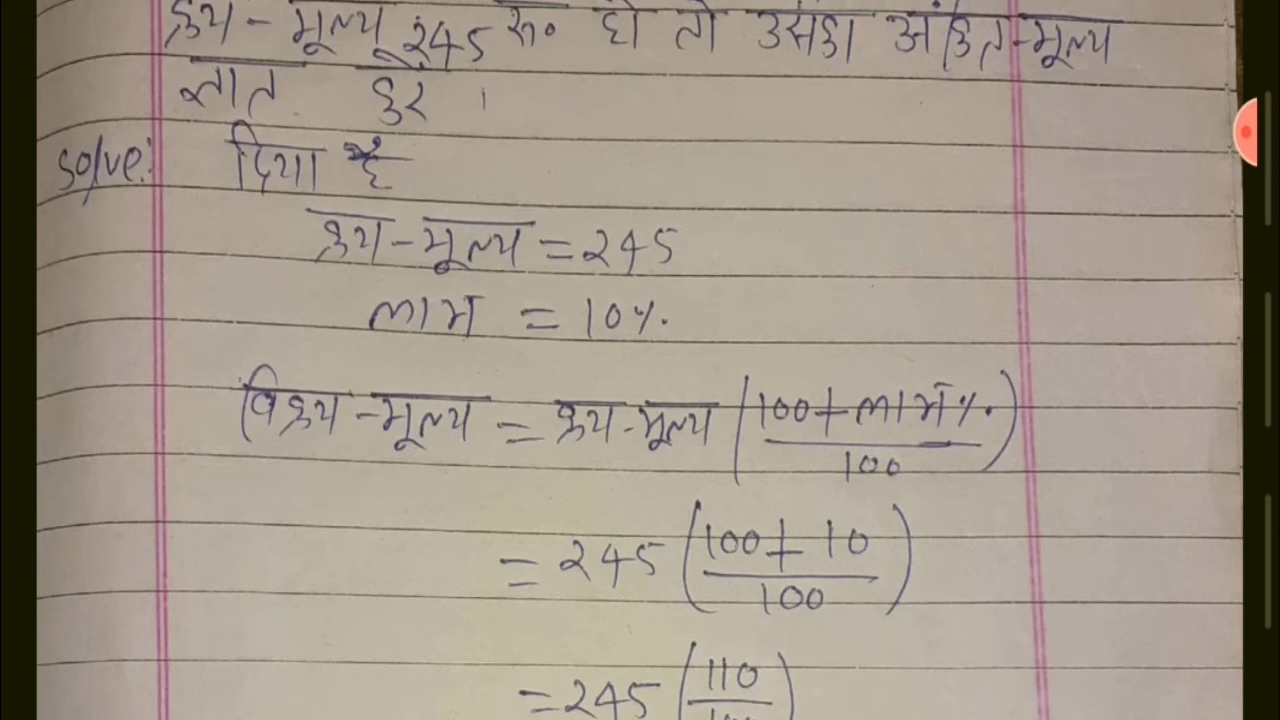 क्रय-मूल्य 245 रू० हो तो उसका अंकित-मूल्य
ज्ञात करें ।
Solve: दिया है
क्रय-मूल्य = 245
लाभ = 10%.
विक्रय-मूल्य = क्रय-मूल्य (100+लाभ%. / 100)
= 245 (100+10 / 100)
= 245 (110 / 100)